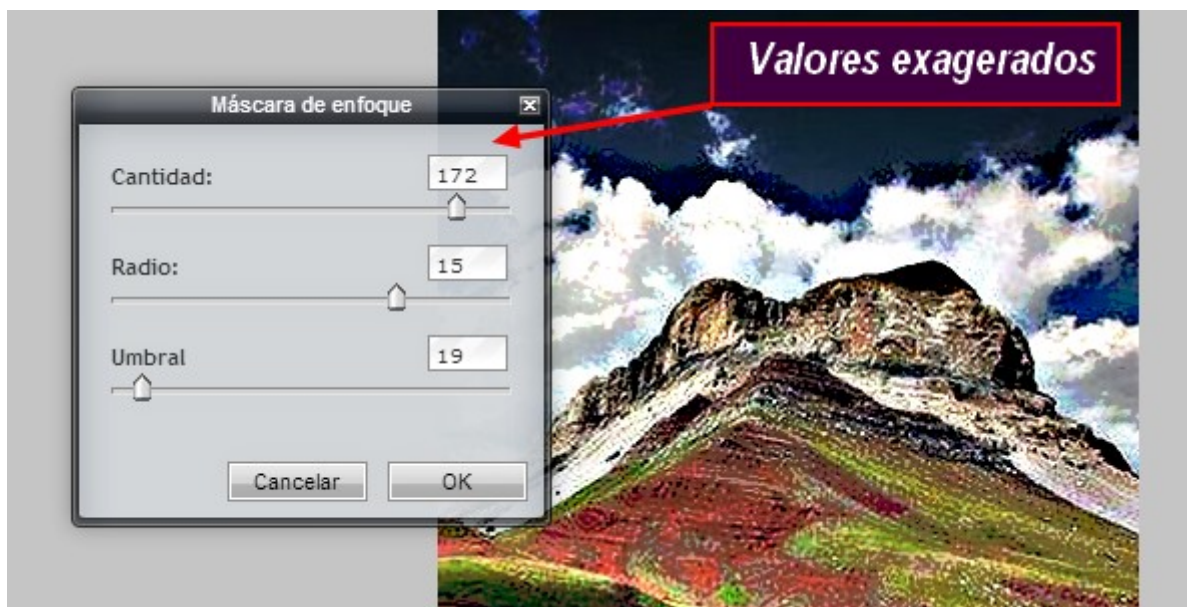 Valores exagerados
Máscara de enfoque
Cantidad: 172
Radio: 15
Umbral 19
Cancelar OK